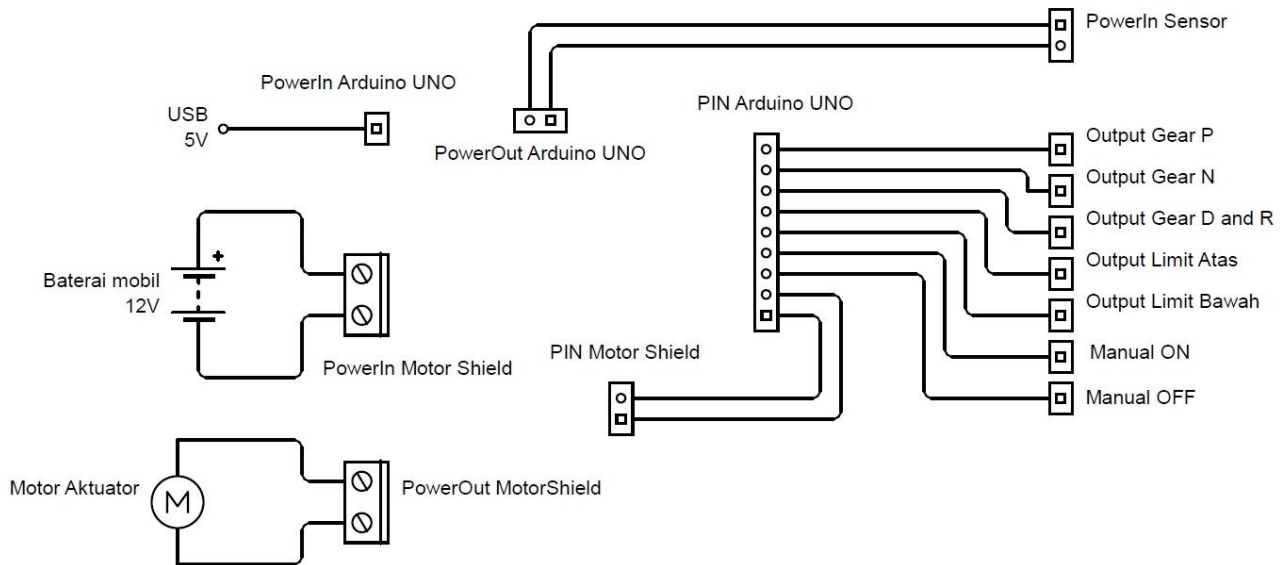 PowerIn Sensor
PowerIn Arduino UNO
USB
5V
PowerOut Arduino UNO
PIN Arduino UNO
Output Gear P
Output Gear N
Output Gear D and R
Output Limit Atas
Output Limit Bawah
Manual ON
Manual OFF
Baterai mobil
12V
+
PowerIn Motor Shield
PIN Motor Shield
Motor Aktuator
M
PowerOut MotorShield